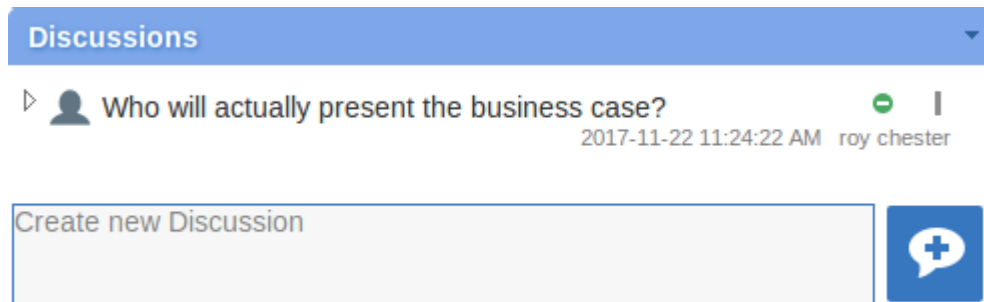 Discussions
Who will actually present the business case?
2017-11-22 11:24:22 AM roy chester
Create new Discussion